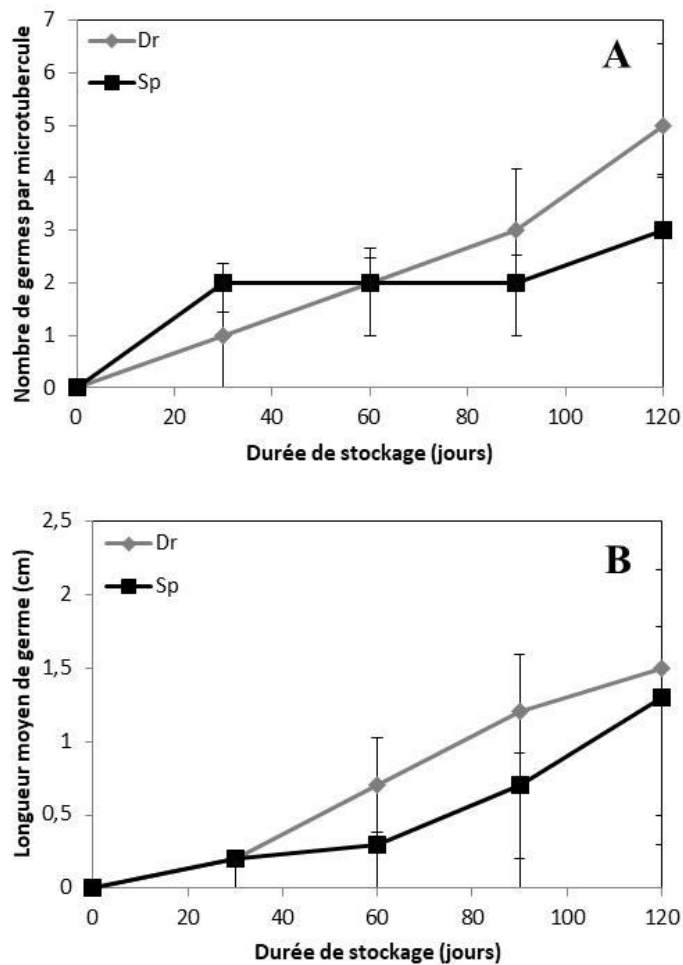 Nombre de germes par microtubercule
7
6
5
4
3
2
1
0
Dr
Sp
A
0 20 40 60 80 100 120
Durée de stockage (jours)
Longueur moyen de germe (cm)
2,5
2
1,5
1
0,5
0
Dr
Sp
B
0 20 40 60 80 100 120
Durée de stockage (jours)